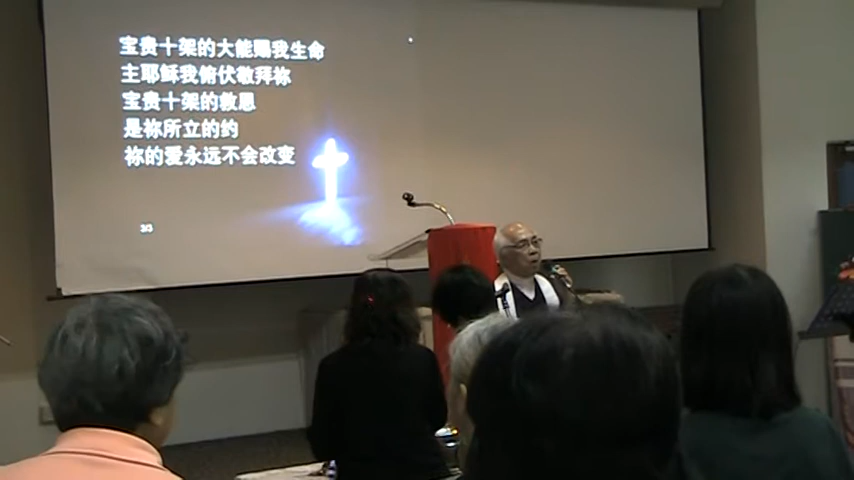 宝贵十架的大能赐我生命
主耶稣我俯伏敬拜祢
宝贵十架的救恩
是祢所立的约
祢的爱永远不会改变
3/3